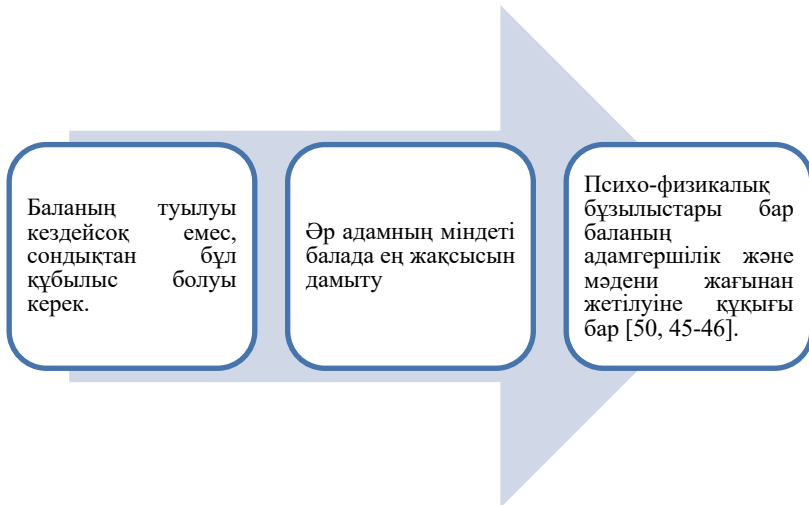 Баланың туылуы
кездейсоқ емес,
сондықтан бұл
құбылыс болуы
керек.
Әр адамның міндеті
балада ең жақсысын
дамыту
Психо-физикалық
бұзылыстары бар
баланың
адамгершілік және
мәдени жағынан
жетілуіне құқығы
бар [50, 45-46].